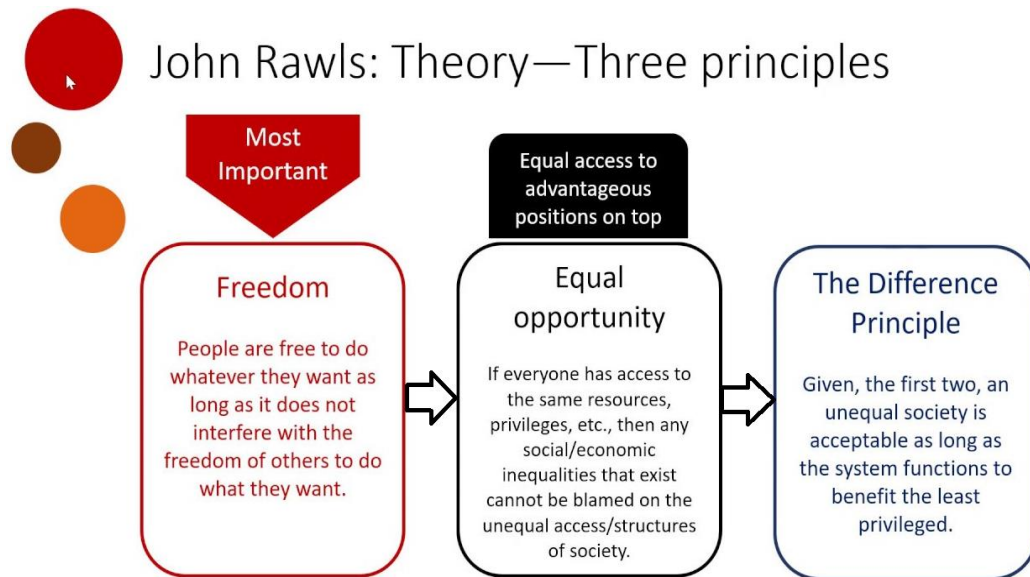 John Rawls: Theory—Three principles
Most
Important
Freedom
People are free to do
whatever they want as
long as it does not
interfere with the
freedom of others to do
what they want.
Equal access to
advantageous
positions on top
Equal
opportunity
If everyone has access to
the same resources,
privileges, etc., then any
social/economic
inequalities that exist
cannot be blamed on the
unequal access/structures
of society.
The Difference
Principle
Given, the first two, an
unequal society is
acceptable as long as
the system functions to
benefit the least
privileged.